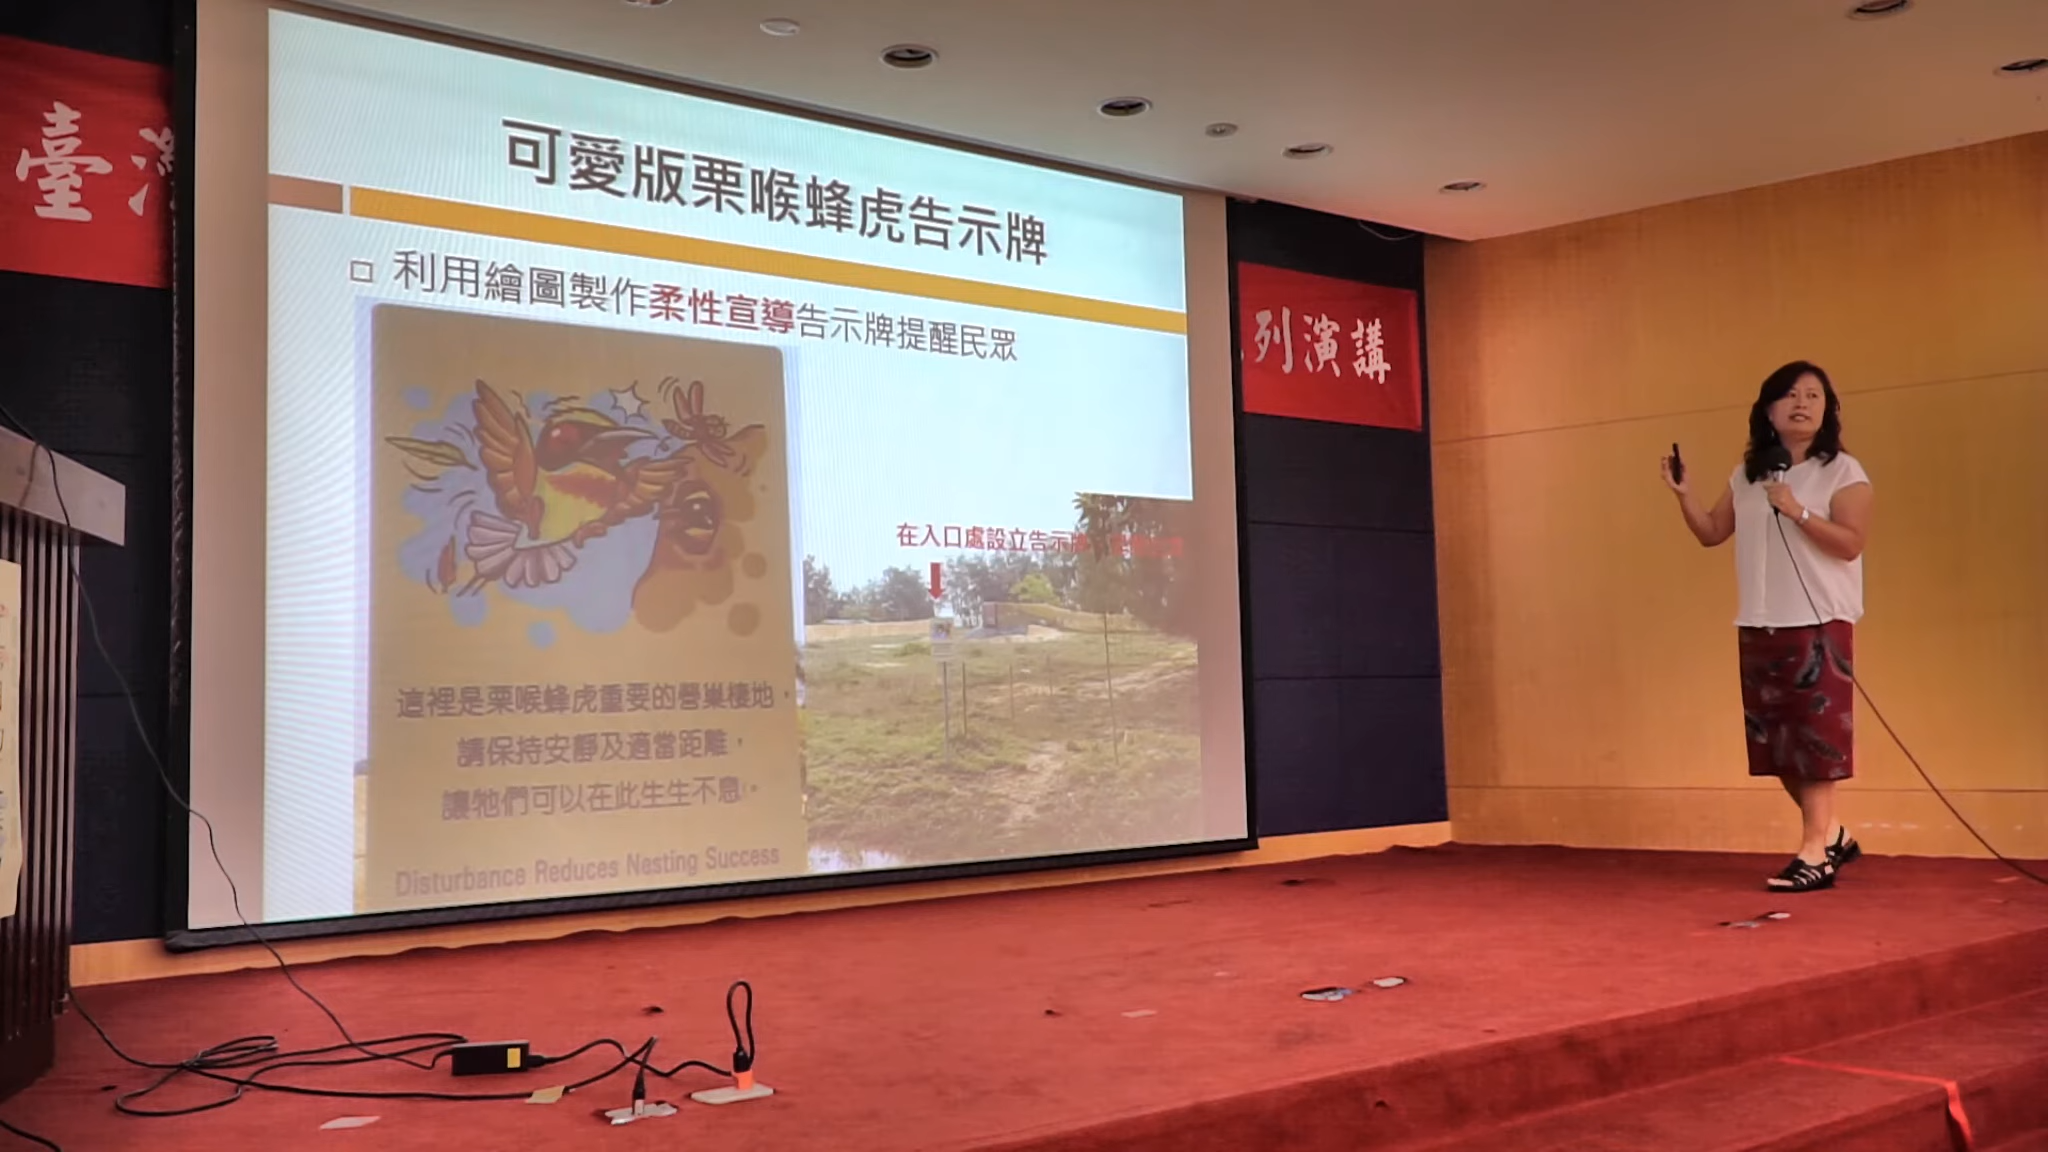 臺灣
可愛版栗喉蜂虎告示牌
利用繪圖製作柔性宣導告示牌提醒民眾
列演講
在入口處設立告示牌
這裡是栗喉蜂虎重要的營巢棲地，
請保持安靜及適當距離，
讓牠們可以在此生生不息。
Disturbance Reduces Nesting Success